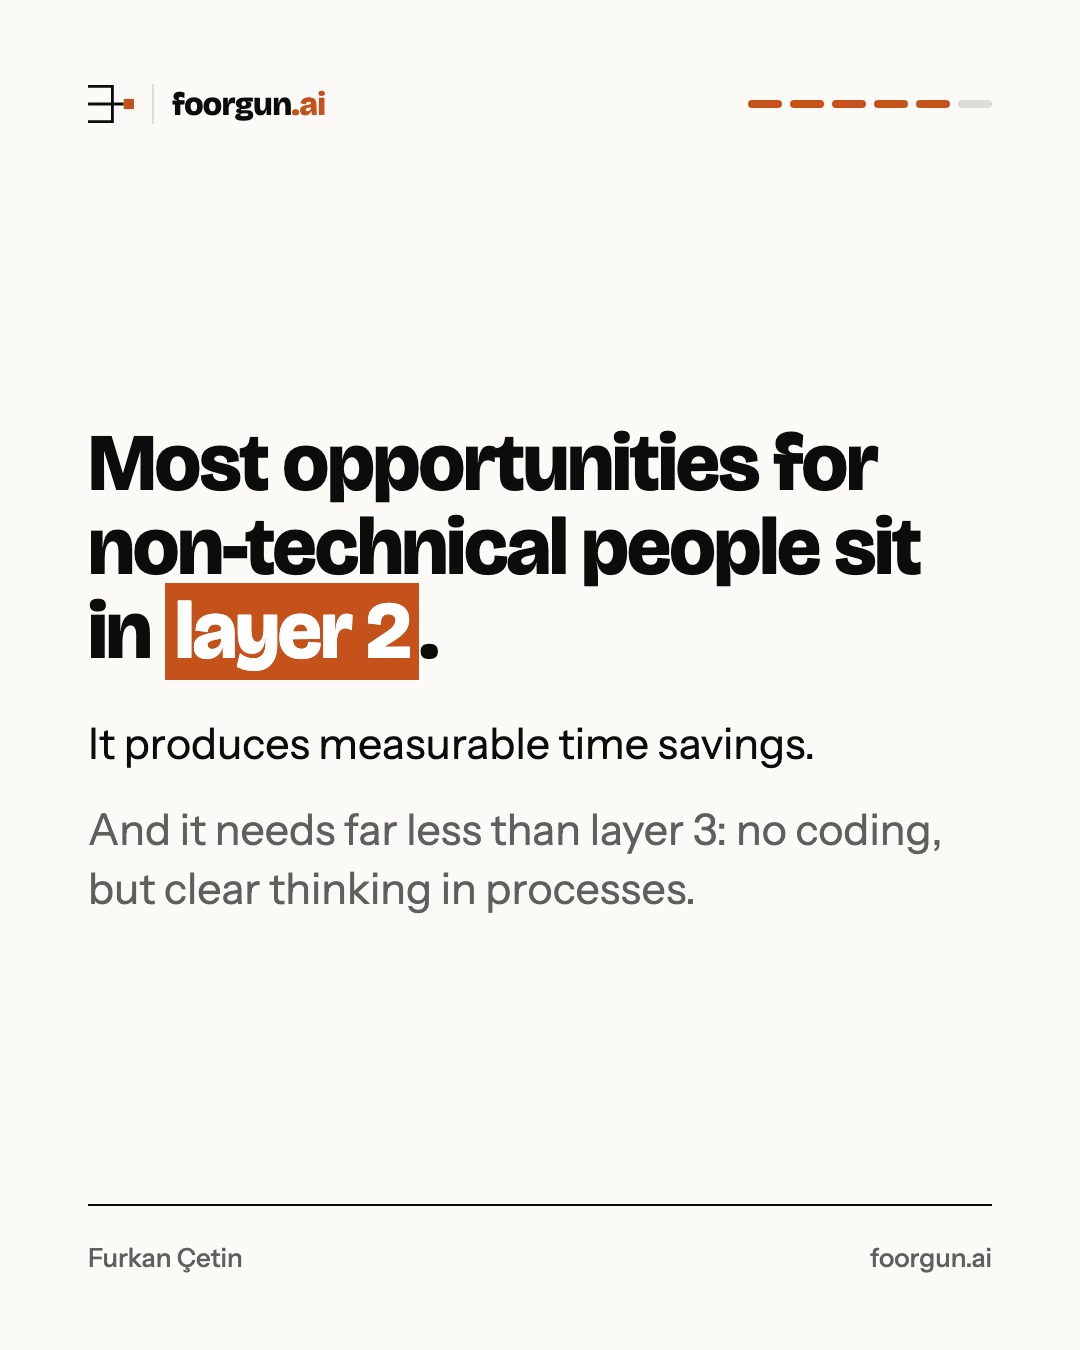 foorgun.ai
Most opportunities for
non-technical people sit
in layer 2.
It produces measurable time savings.
And it needs far less than layer 3: no coding,
but clear thinking in processes.
Furkan Çetin
foorgun.ai